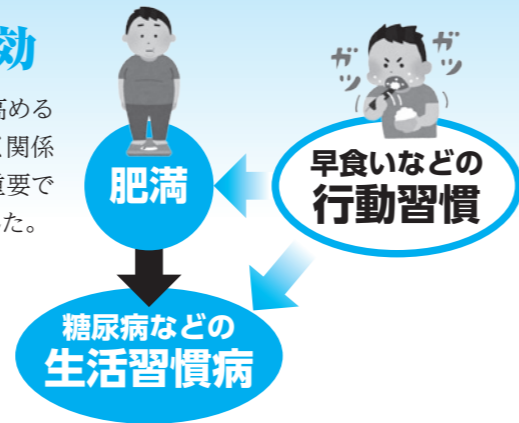 効
高める
関係
重要で
た。
ガツ
ガツ
肥満
早食いなどの
行動習慣
糖尿病などの
生活習慣病